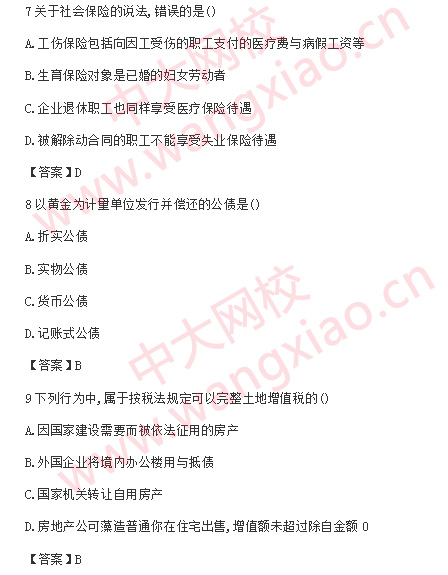 7关于社会保险的说法,错误的是()
A.工伤保险包括向因工受伤的职工支付的医疗费与病假工资等
B.生育保险对象是已婚的妇女劳动者
C.企业退休职工也同样享受医疗保险待遇
D.被解除动合同的职工不能享受失业保险待遇
【答案】D
8以黄金为计量单位发行并偿还的公债是()
A.折实公债
B.实物公债
C.货币公债
D.记账式公债
【答案】B
9下列行为中,属于按税法规定可以完整土地增值税的()
A.因国家建设需要而被依法征用的房产
B.外国企业将境内办公楼用与抵债
C.国家机关转让自用房产
D.房地产公可藻造普通你在住宅出售,增值额未超过除自金额0
【答案】B
中大网校
www.wangxiao.cn
中大网校
www.wangxiao.cn